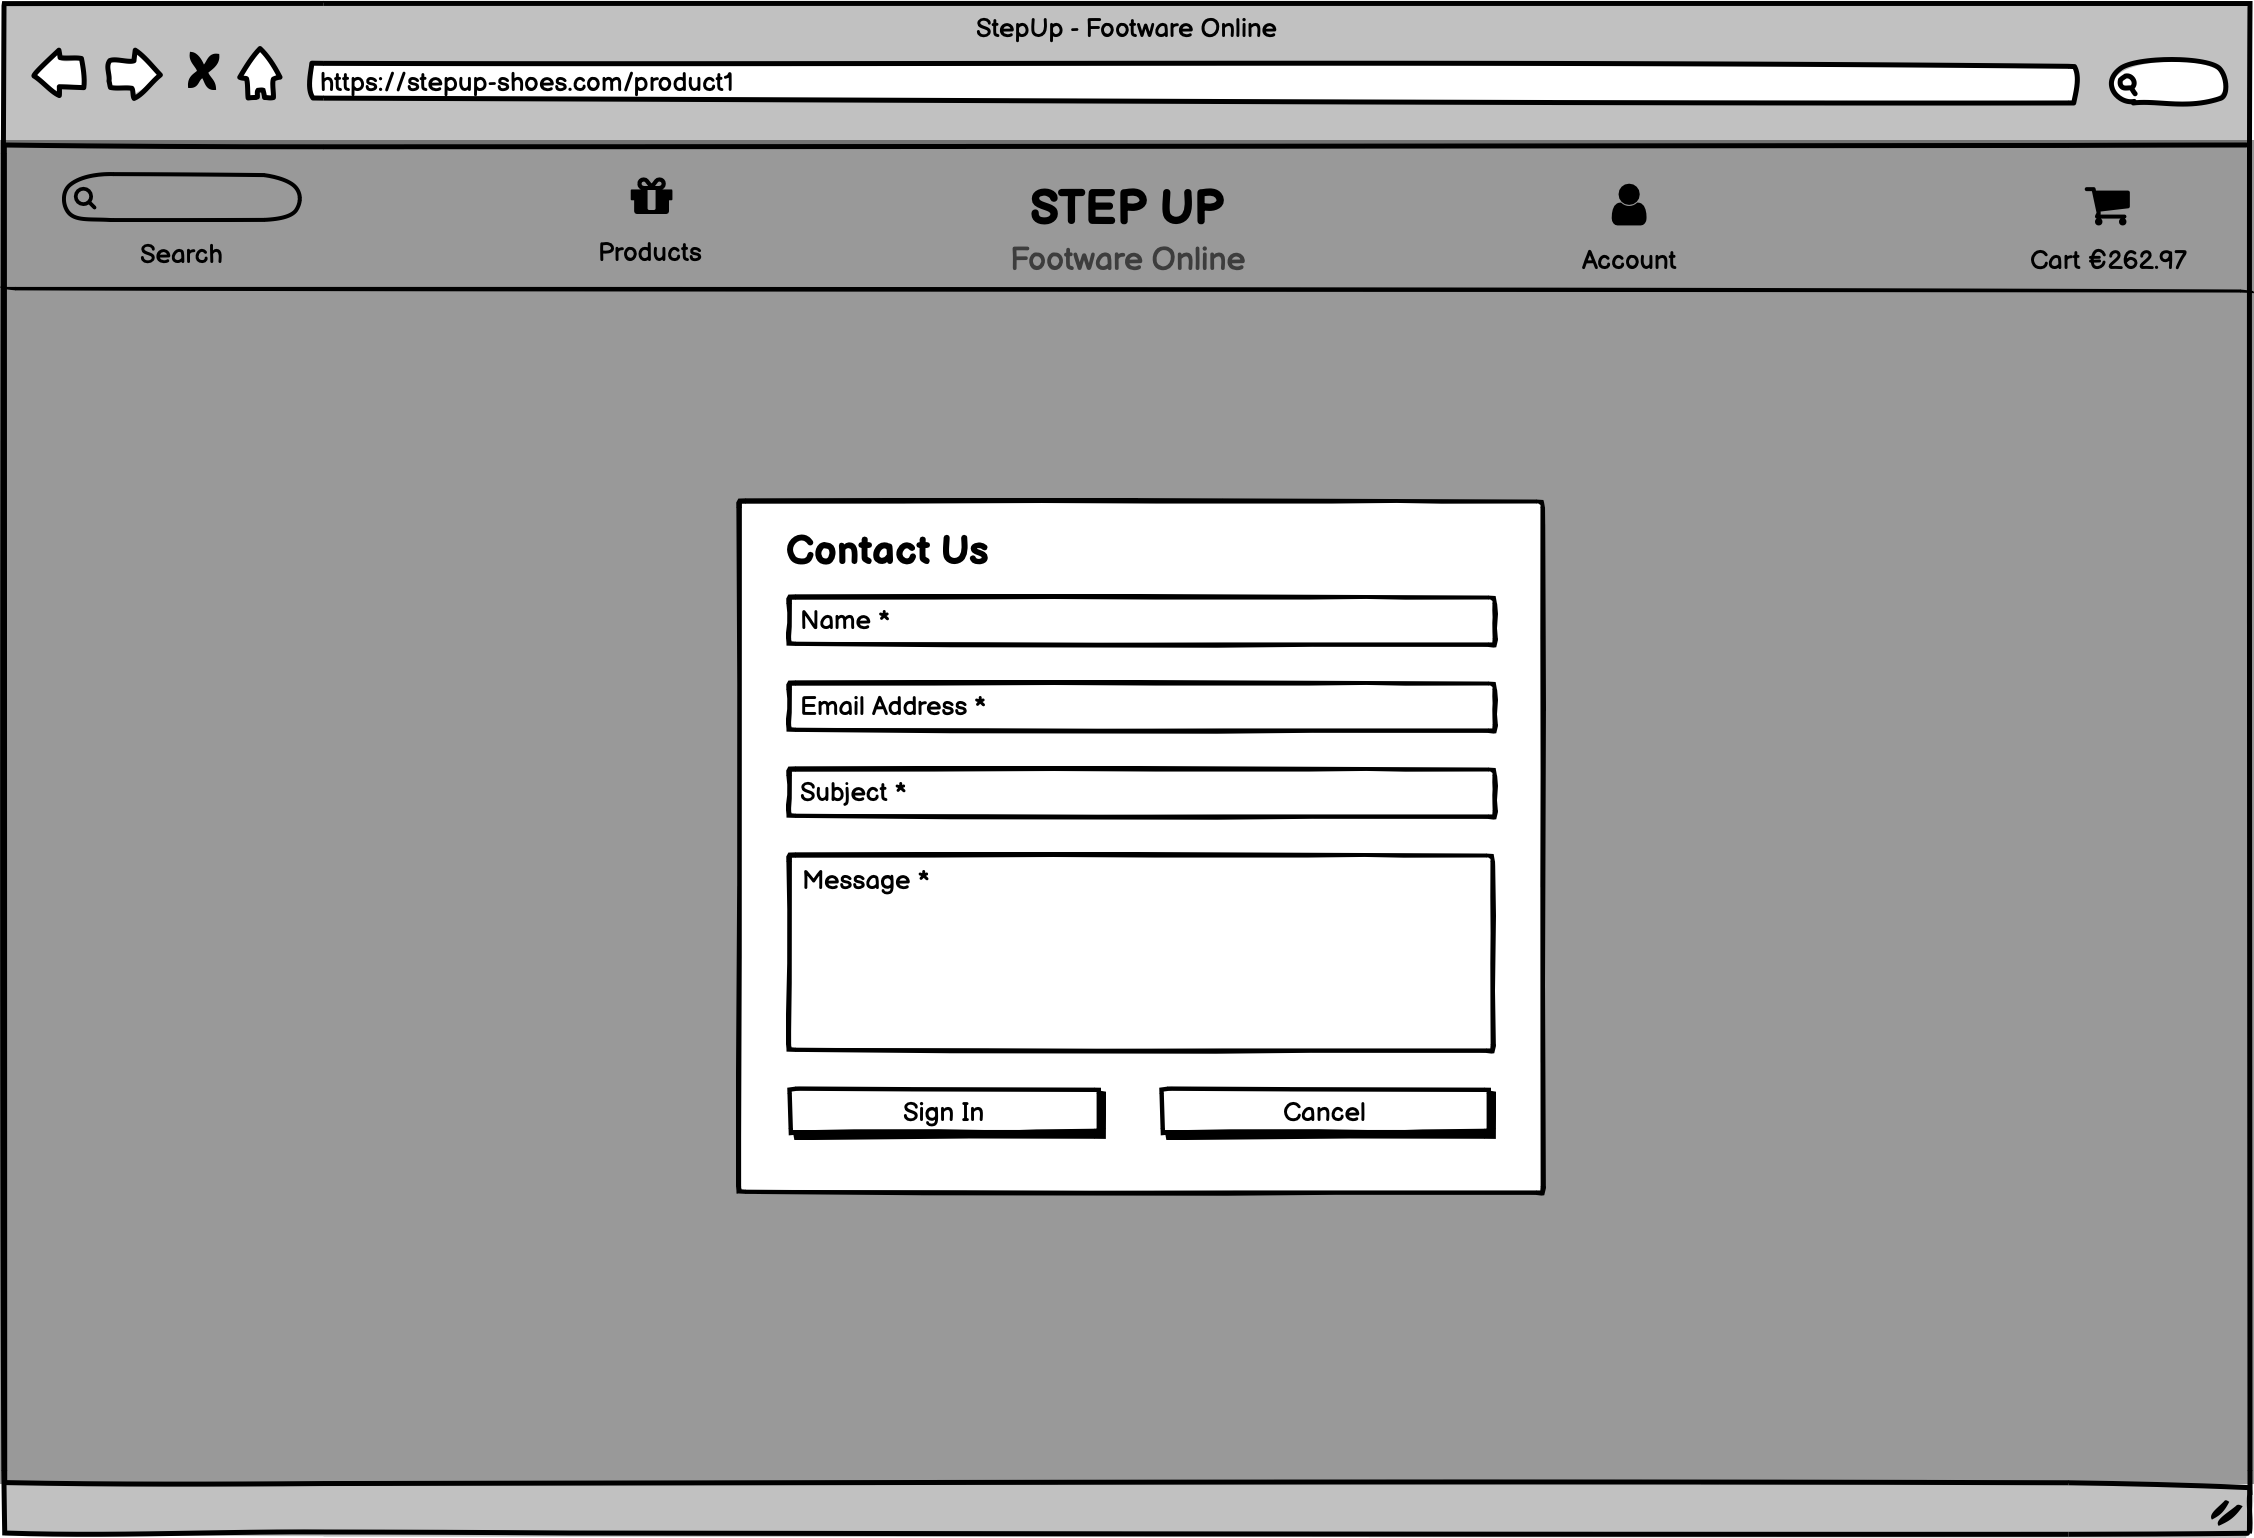 StepUp - Footware Online
https://stepup-shoes.com/product1
Search
Products
STEP UP
Footware Online
Account
Cart €262.97
Contact Us
Name *
Email Address *
Subject *
Message *
Sign In
Cancel